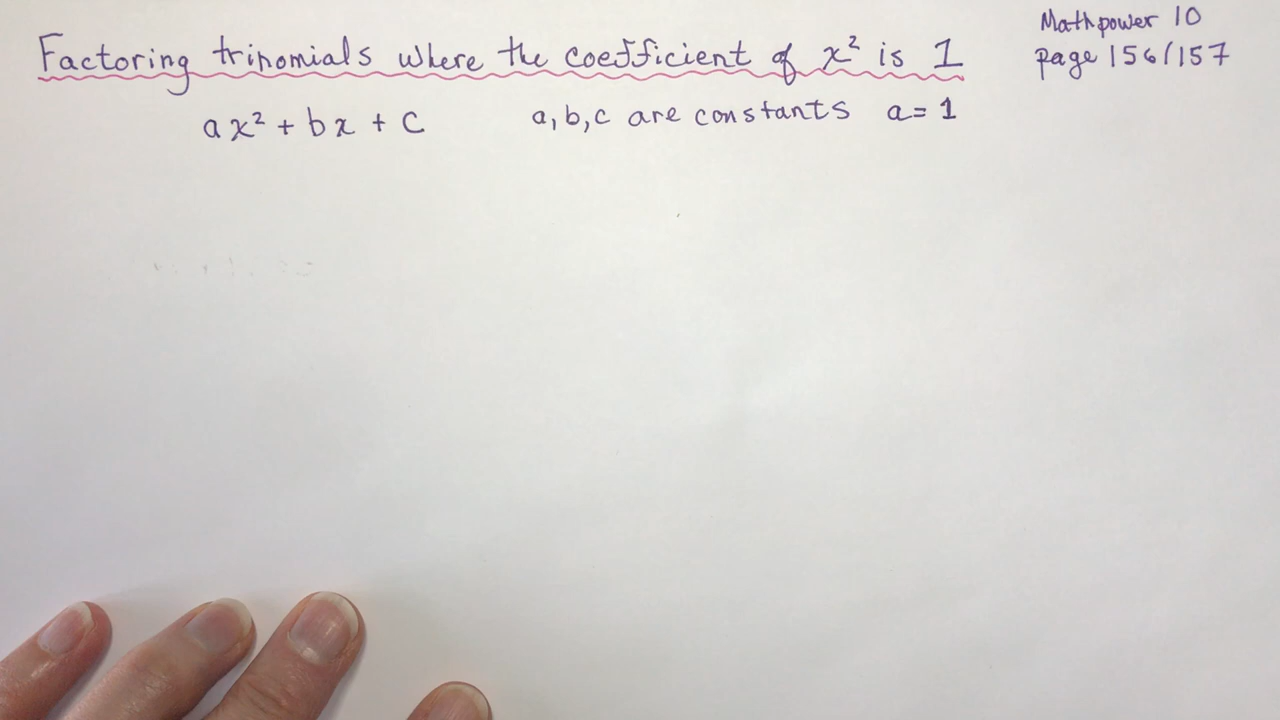 Factoring trinomials where the coefficient of x² is 1
Mathpower 10
page 156/157
ax² + bx + c
a,b,c are constants a=1